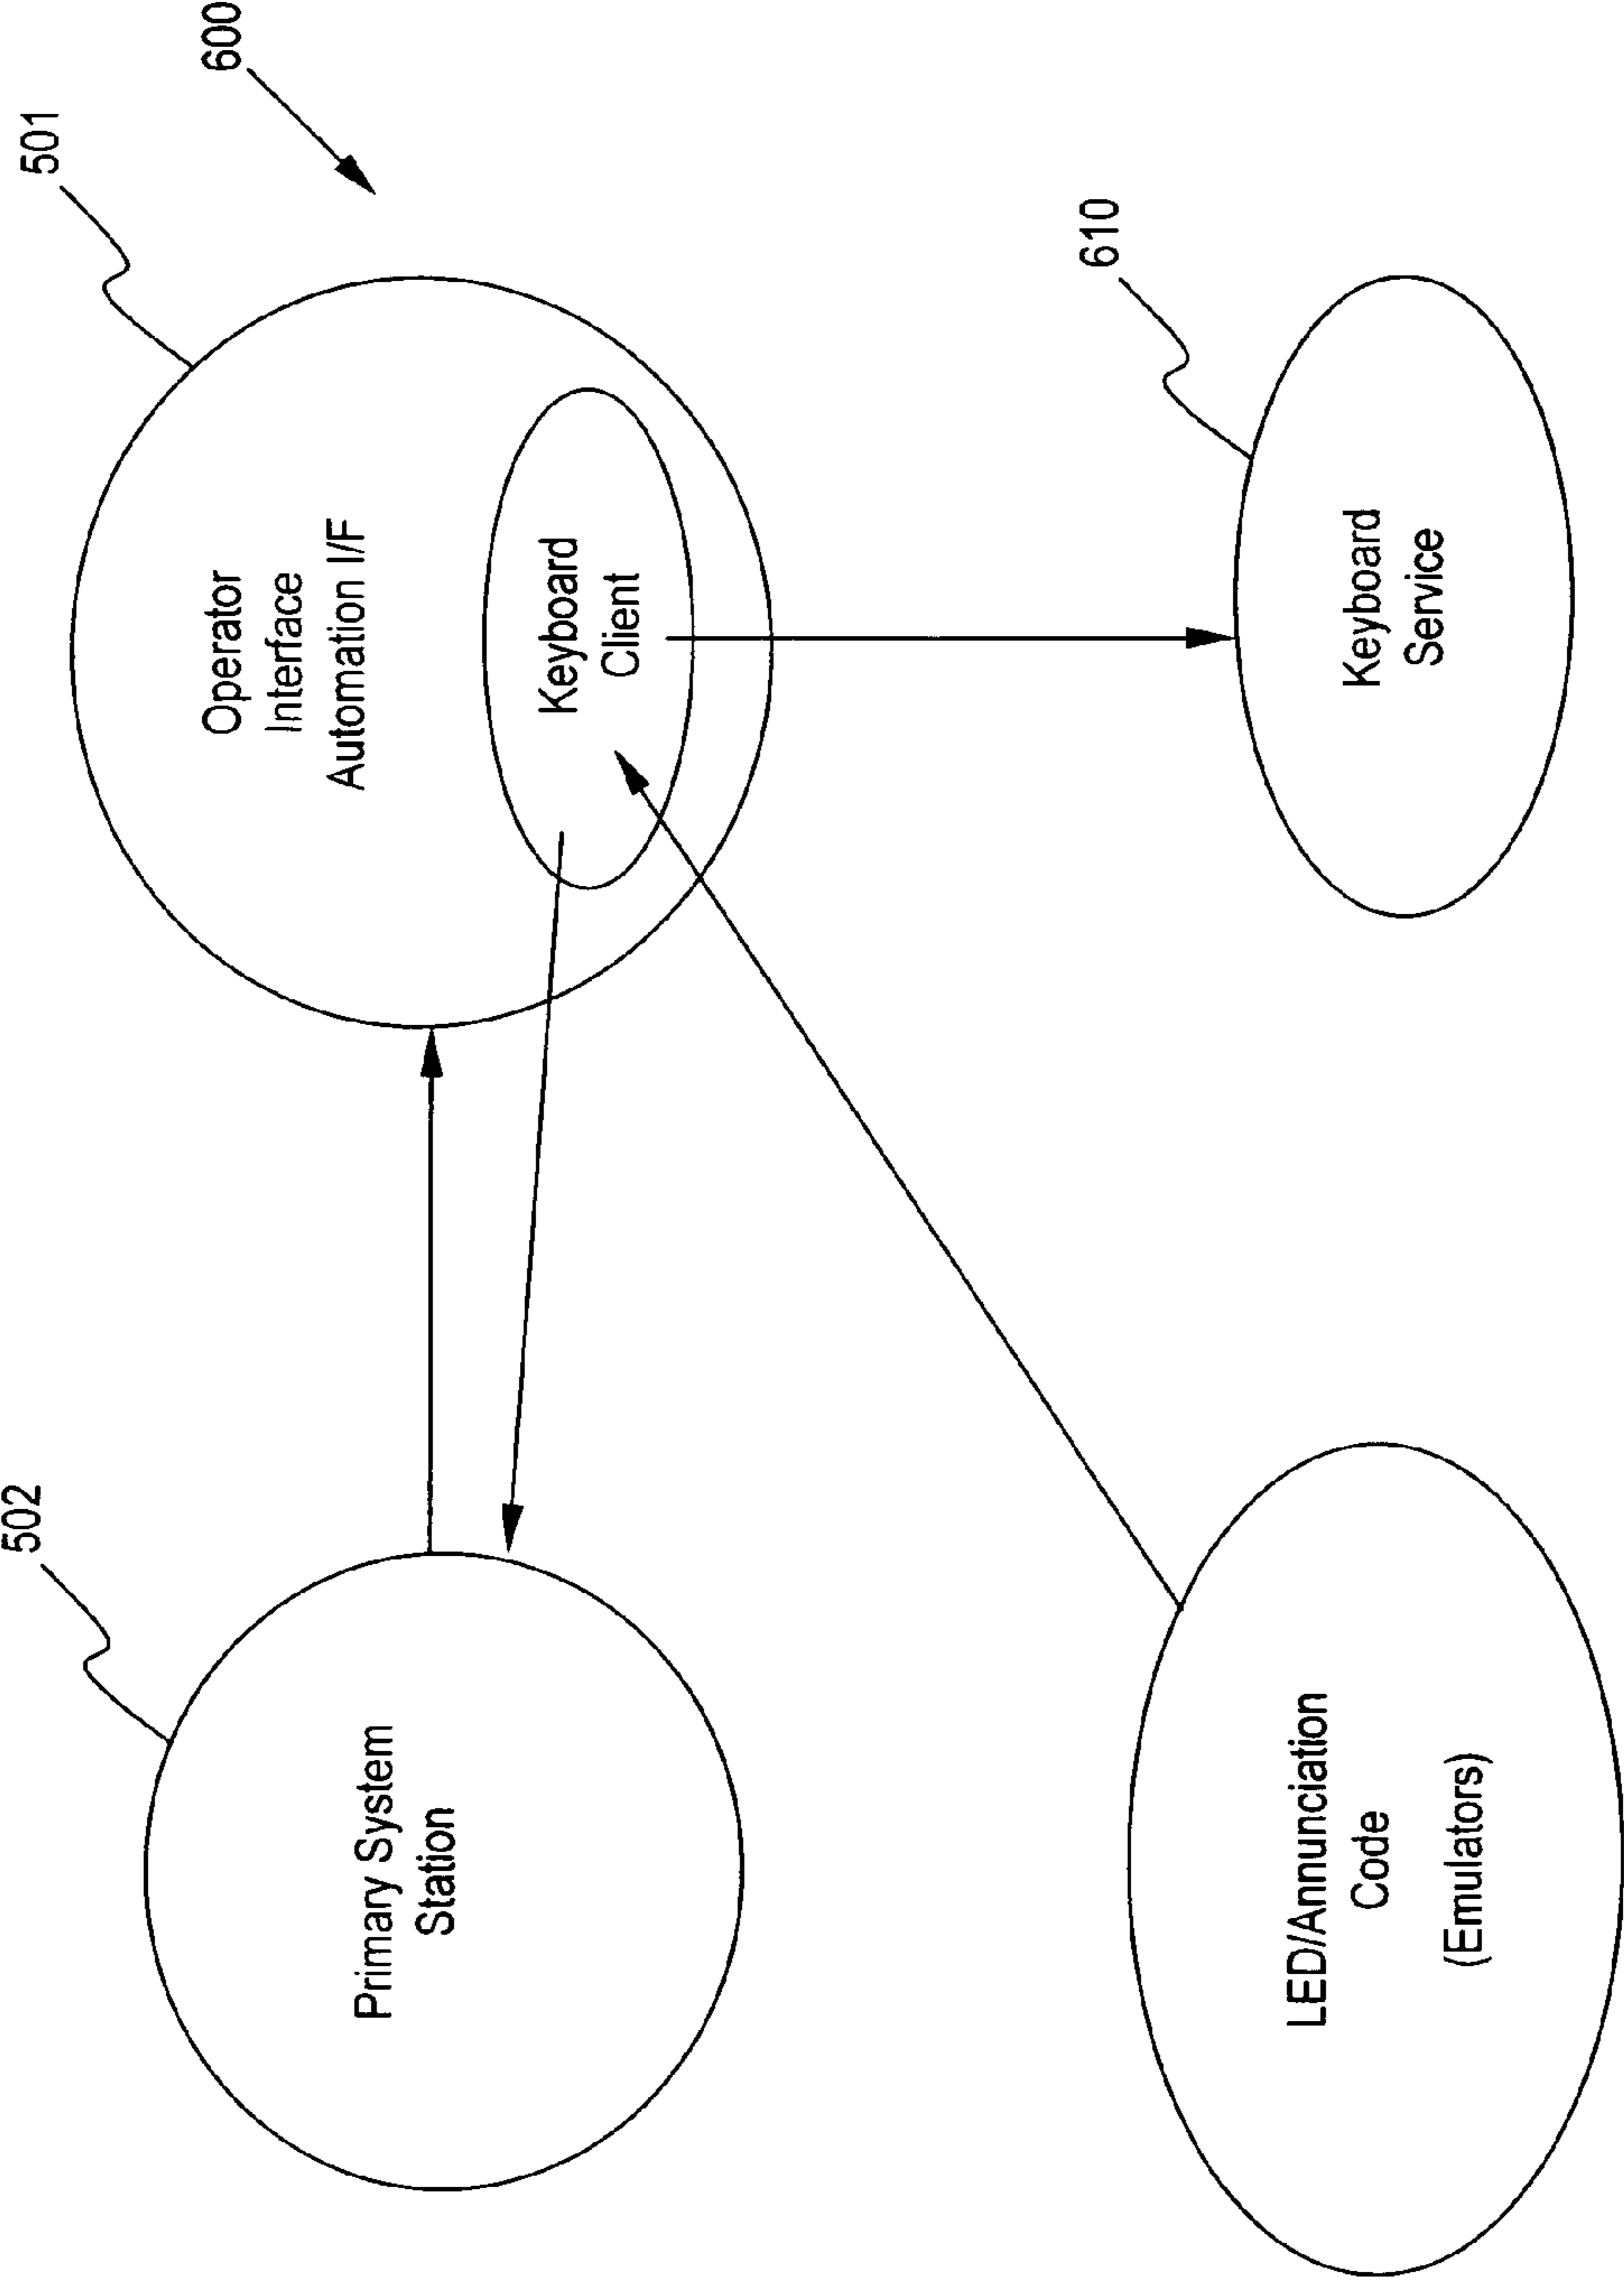 600
501
Operator
Interface
Automation I/F
Keyboard
Client
610
Keyboard
Service
502
Primary System
Station
LED/Annunciation
Code
(Emulators)